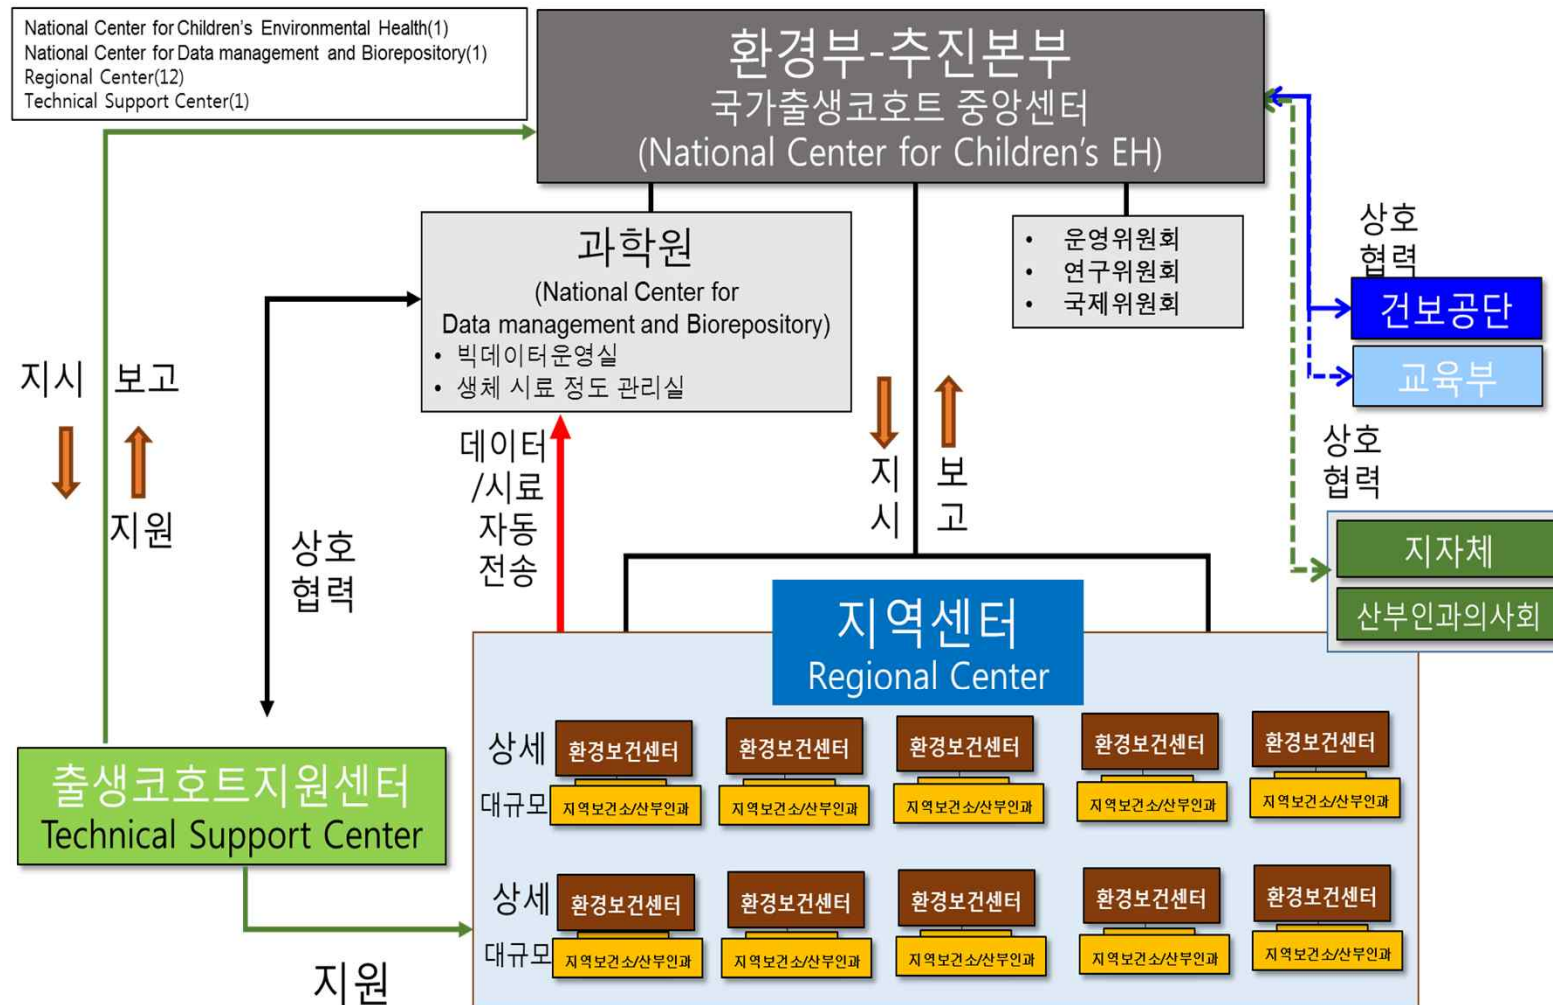 National Center for Children's Environmental Health(1)
National Center for Data management and Biorepository(1)
Regional Center(12)
Technical Support Center(1)
환경부-추진본부
국가출생코호트 중앙센터
(National Center for Children's EH)
과학원
(National Center for
Data management and Biorepository)
• 빅데이터운영실
• 생체 시료 정도 관리실
• 운영위원회
• 연구위원회
• 국제위원회
상호
협력
건보공단
교육부
상호
협력
지자체
산부인과의사회
지시
보고
지원
상호
협력
데이터
/시료
자동
전송
지
시
보
고
지역센터
Regional Center
상세
환경보건센터
환경보건센터
환경보건센터
환경보건센터
환경보건센터
대규모
지역보건소/산부인과
지역보건소/산부인과
지역보건소/산부인과
지역보건소/산부인과
지역보건소/산부인과
상세
환경보건센터
환경보건센터
환경보건센터
환경보건센터
환경보건센터
대규모
지역보건소/산부인과
지역보건소/산부인과
지역보건소/산부인과
지역보건소/산부인과
지역보건소/산부인과
출생코호트지원센터
Technical Support Center
지원